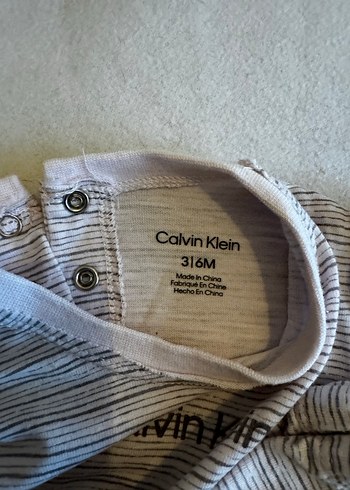 Calvin Klein
3|6M
Made in China
Fabriqué En Chine
Hecho En China